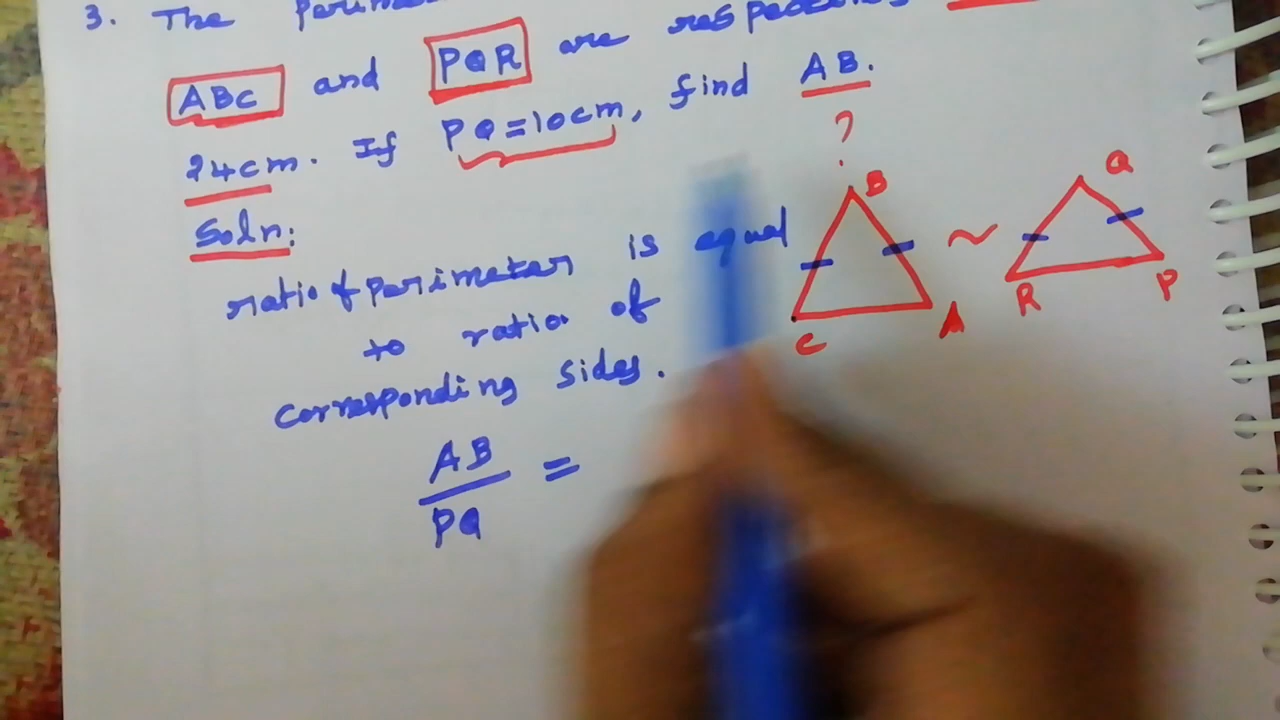 3. The
ABC and PQR are
24cm. If PQ=10cm, find AB.
?
Soln:
ratio of perimeter is equal
to ratio of
corresponding sides.
AB
PQ =
B
C
A
~
Q
R
P